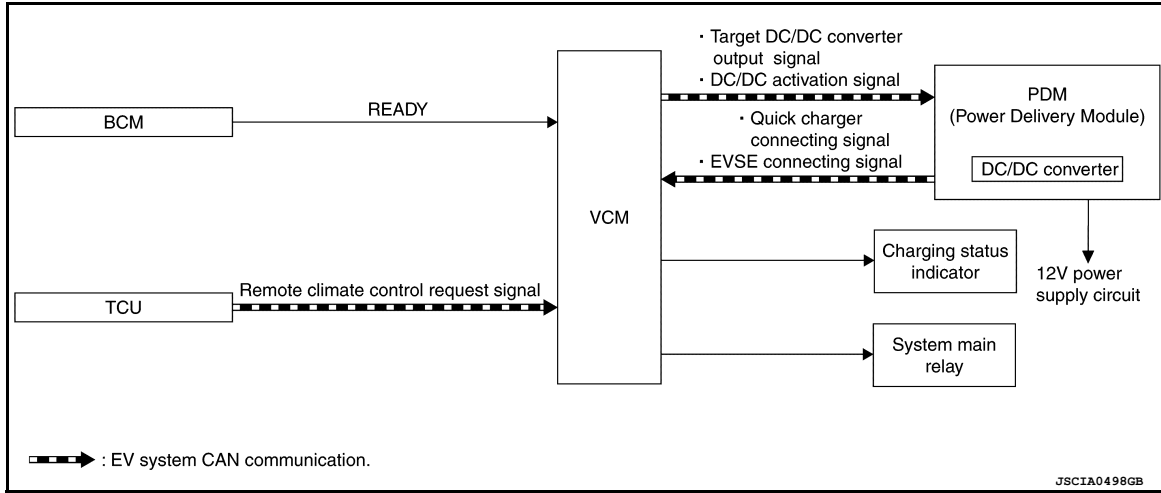 BCM
READY
TCU
Remote climate control request signal
VCM
・Target DC/DC converter
output signal
・DC/DC activation signal
・Quick charger
connecting signal
・EVSE connecting signal
PDM
(Power Delivery Module)
DC/DC converter
12V power
supply circuit
Charging status
indicator
System main
relay
: EV system CAN communication.
JSCIA0498GB